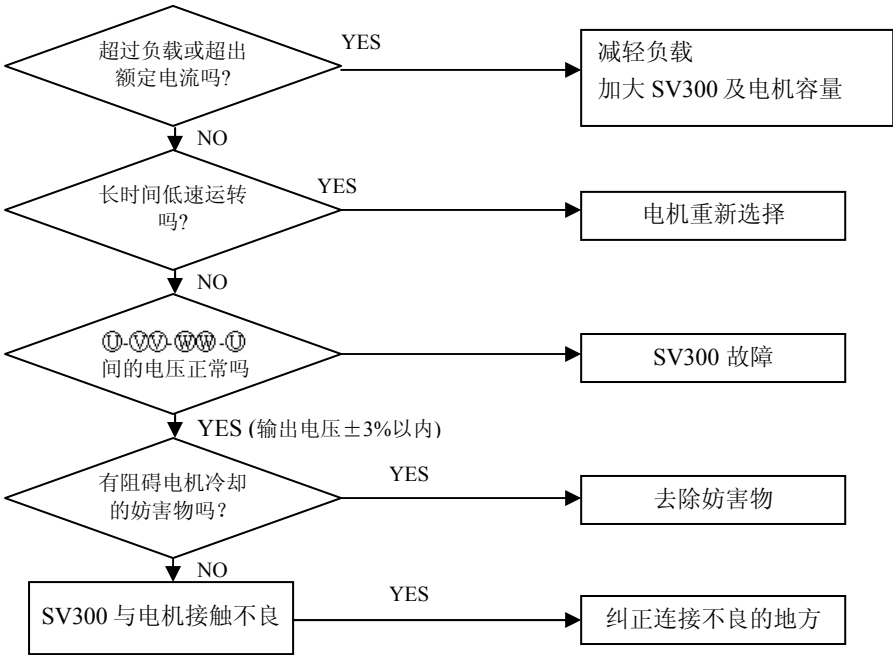 超过负载或超出
额定电流吗?
YES
减轻负载
加大 SV300 及电机容量
NO
长时间低速运转
吗?
YES
电机重新选择
NO
Ⓤ-ⓋⓋ-ⓌⓌ-Ⓤ
间的电压正常吗
SV300 故障
YES (输出电压±3%以内)
有阻碍电机冷却
的妨害物吗?
YES
去除妨害物
NO
SV300 与电机接触不良
YES
纠正连接不良的地方